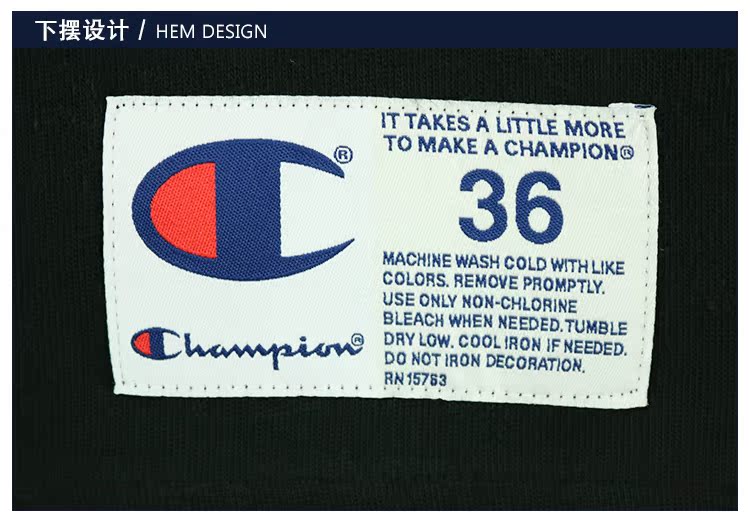 下摆设计 / HEM DESIGN
IT TAKES A LITTLE MORE
TO MAKE A CHAMPION®
36
MACHINE WASH COLD WITH LIKE
COLORS. REMOVE PROMPTLY.
USE ONLY NON-CHLORINE
BLEACH WHEN NEEDED. TUMBLE
DRY LOW. COOL IRON IF NEEDED.
DO NOT IRON DECORATION.
RN15763
®
Champion®